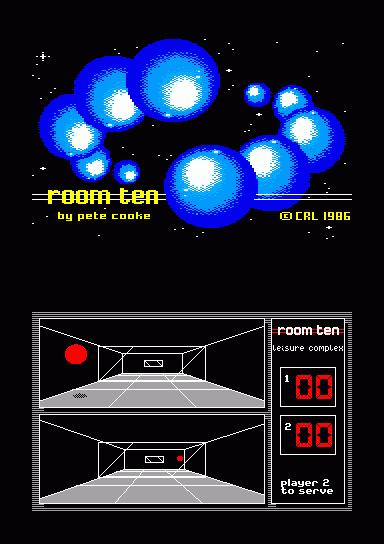 room ten
by pete cooke
© CRL 1986
room ten
leisure complex
1 00
2 00
player 2
to serve